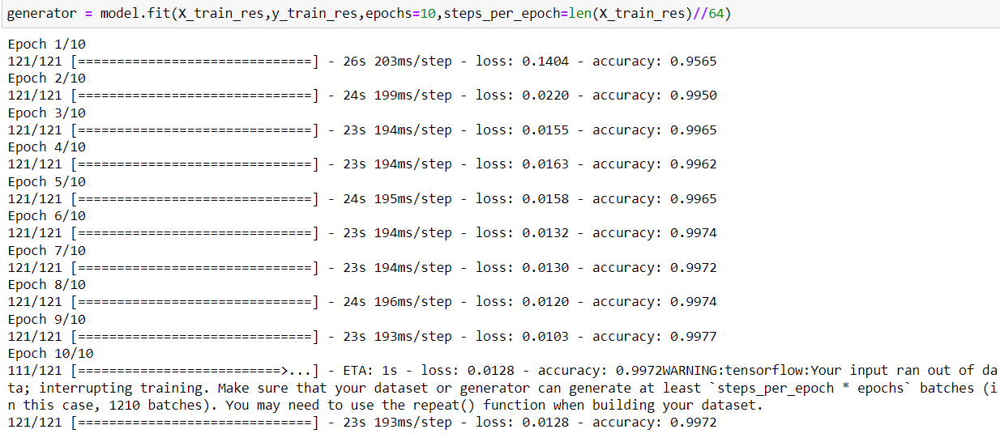 generator = model.fit(X_train_res,y_train_res,epochs=10,steps_per_epoch=len(X_train_res)//64)
Epoch 1/10
121/121 [==============================] - 26s 203ms/step - loss: 0.1404 - accuracy: 0.9565
Epoch 2/10
121/121 [==============================] - 24s 199ms/step - loss: 0.0220 - accuracy: 0.9950
Epoch 3/10
121/121 [==============================] - 23s 194ms/step - loss: 0.0155 - accuracy: 0.9965
Epoch 4/10
121/121 [==============================] - 23s 194ms/step - loss: 0.0163 - accuracy: 0.9962
Epoch 5/10
121/121 [==============================] - 24s 195ms/step - loss: 0.0158 - accuracy: 0.9965
Epoch 6/10
121/121 [==============================] - 23s 194ms/step - loss: 0.0132 - accuracy: 0.9974
Epoch 7/10
121/121 [==============================] - 23s 194ms/step - loss: 0.0130 - accuracy: 0.9972
Epoch 8/10
121/121 [==============================] - 24s 196ms/step - loss: 0.0120 - accuracy: 0.9974
Epoch 9/10
121/121 [==============================] - 23s 193ms/step - loss: 0.0103 - accuracy: 0.9977
Epoch 10/10
111/121 [==========================>...] - ETA: 1s - loss: 0.0128 - accuracy: 0.9972WARNING:tensorflow:Your input ran out of da
ta; interrupting training. Make sure that your dataset or generator can generate at least `steps_per_epoch * epochs` batches (i
n this case, 1210 batches). You may need to use the repeat() function when building your dataset.
121/121 [==============================] - 23s 193ms/step - loss: 0.0128 - accuracy: 0.9972